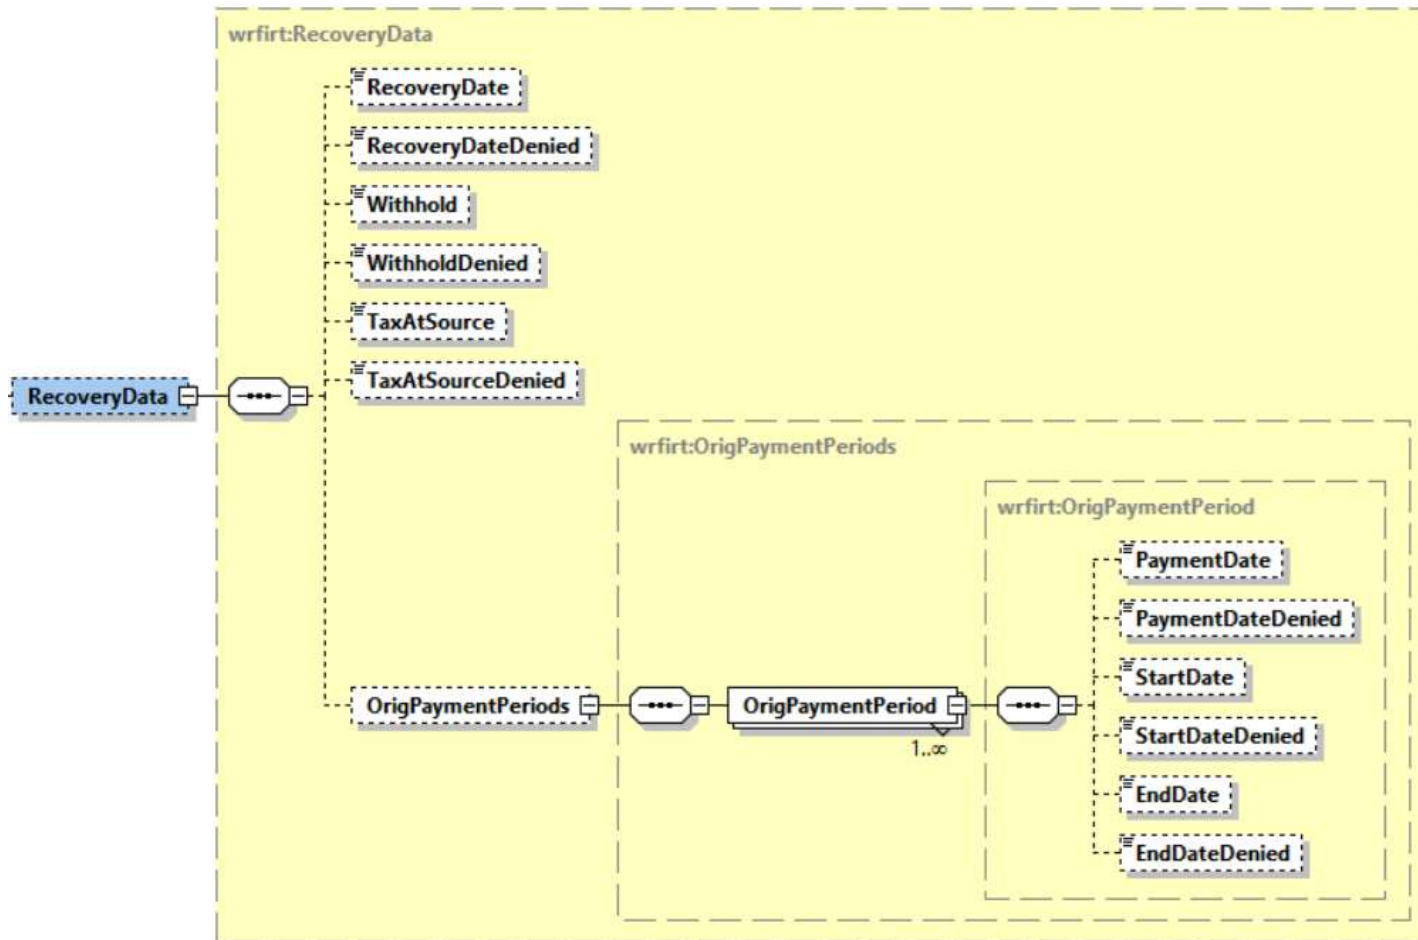 wrfirt:RecoveryData
RecoveryDate
RecoveryDateDenied
Withhold
WithholdDenied
TaxAtSource
TaxAtSourceDenied
RecoveryData
wrfirt:OrigPaymentPeriods
wrfirt:OrigPaymentPeriod
PaymentDate
PaymentDateDenied
StartDate
OrigPaymentPeriods
OrigPaymentPeriod
1..∞
StartDateDenied
EndDate
EndDateDenied